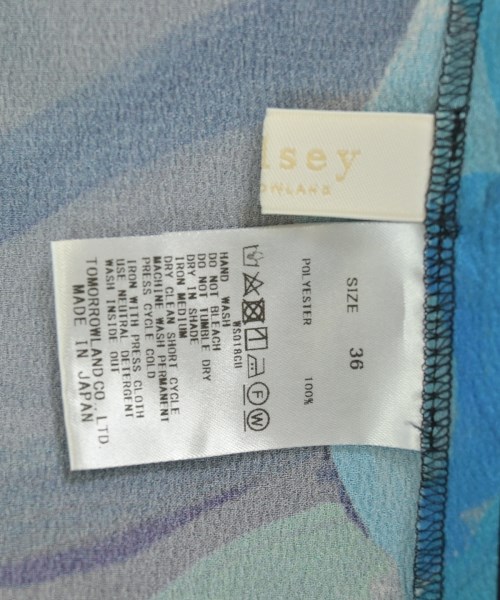 lsey
OWLAND
SIZE 36
POLYESTER 100%
WSQ18CU
HAND WASH
DO NOT BLEACH
DO NOT TUMBLE DRY
DRY IN SHADE
IRON MEDIUM
DRY CLEAN SHORT CYCLE
MACHINE WASH PERMANENT
PRESS CYCLE COLD
IRON WITH PRESS CLOTH
USE NEUTRAL DETERGENT
WASH INSIDE OUT
TOMORROWLAND CO., LTD.
MADE IN JAPAN